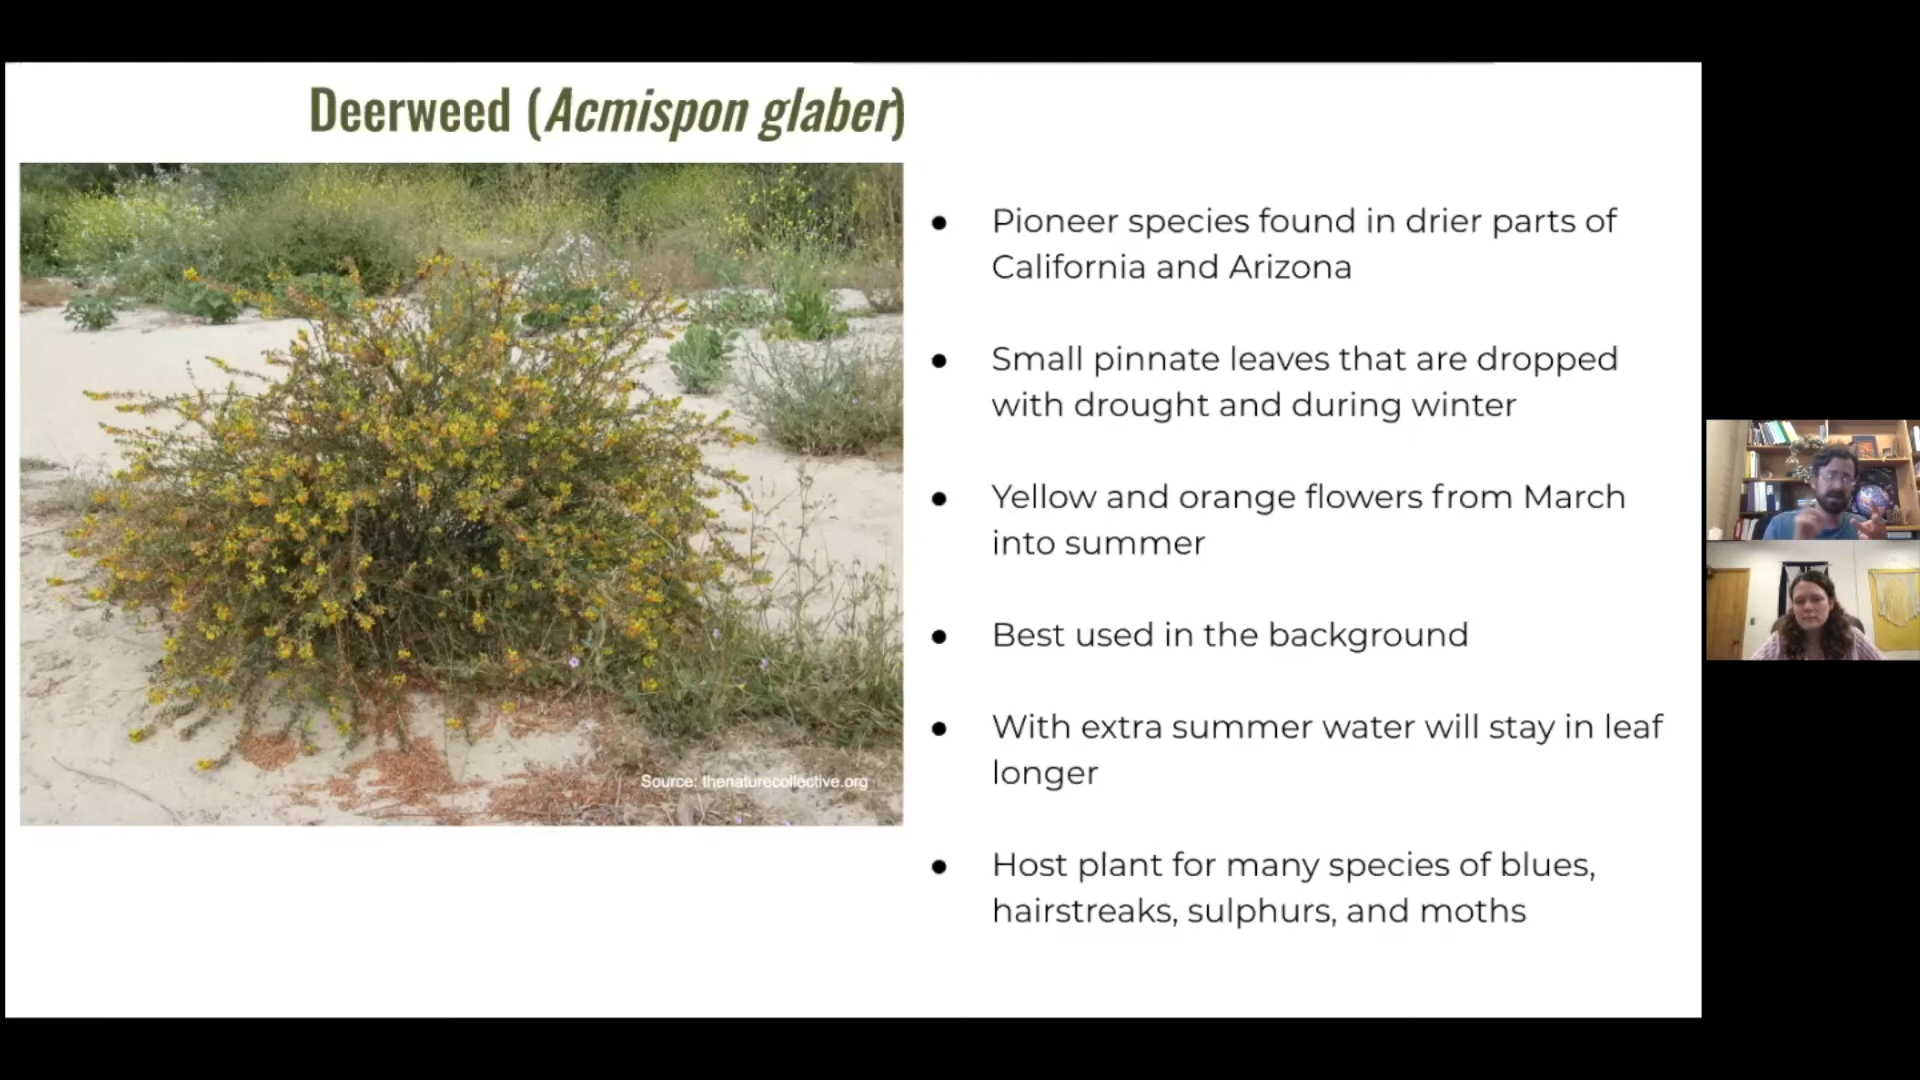 Deerweed (Acmispon glaber)
● Pioneer species found in drier parts of
California and Arizona
● Small pinnate leaves that are dropped
with drought and during winter
● Yellow and orange flowers from March
into summer
● Best used in the background
● With extra summer water will stay in leaf
longer
● Host plant for many species of blues,
hairstreaks, sulphurs, and moths
Source: thenaturecollective.org